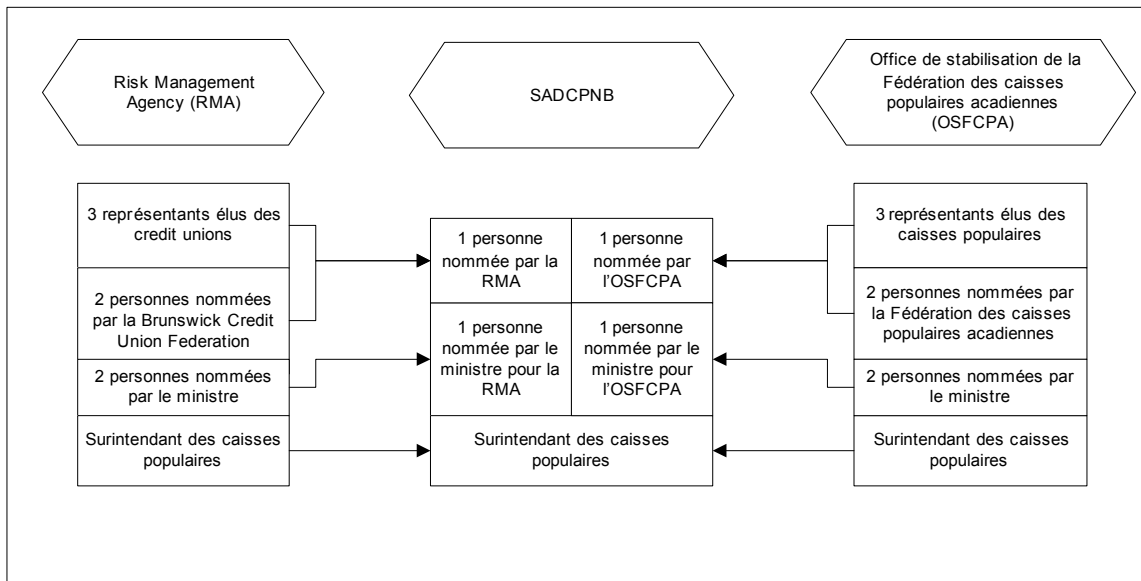 Risk Management
Agency (RMA)
SADCPNB
Office de stabilisation de la
Fédération des caisses
populaires acadiennes
(OSFCPA)
3 représentants élus des
credit unions
2 personnes nommées
par la Brunswick Credit
Union Federation
2 personnes nommées
par le ministre
Surintendant des caisses
populaires
1 personne
nommée par la
RMA
1 personne
nommée par
l'OSFCPA
1 personne
nommée par le
ministre pour la
RMA
1 personne
nommée par le
ministre pour
l'OSFCPA
Surintendant des caisses
populaires
3 représentants élus des
caisses populaires
2 personnes nommées par
la Fédération des caisses
populaires acadiennes
2 personnes nommées par
le ministre
Surintendant des caisses
populaires